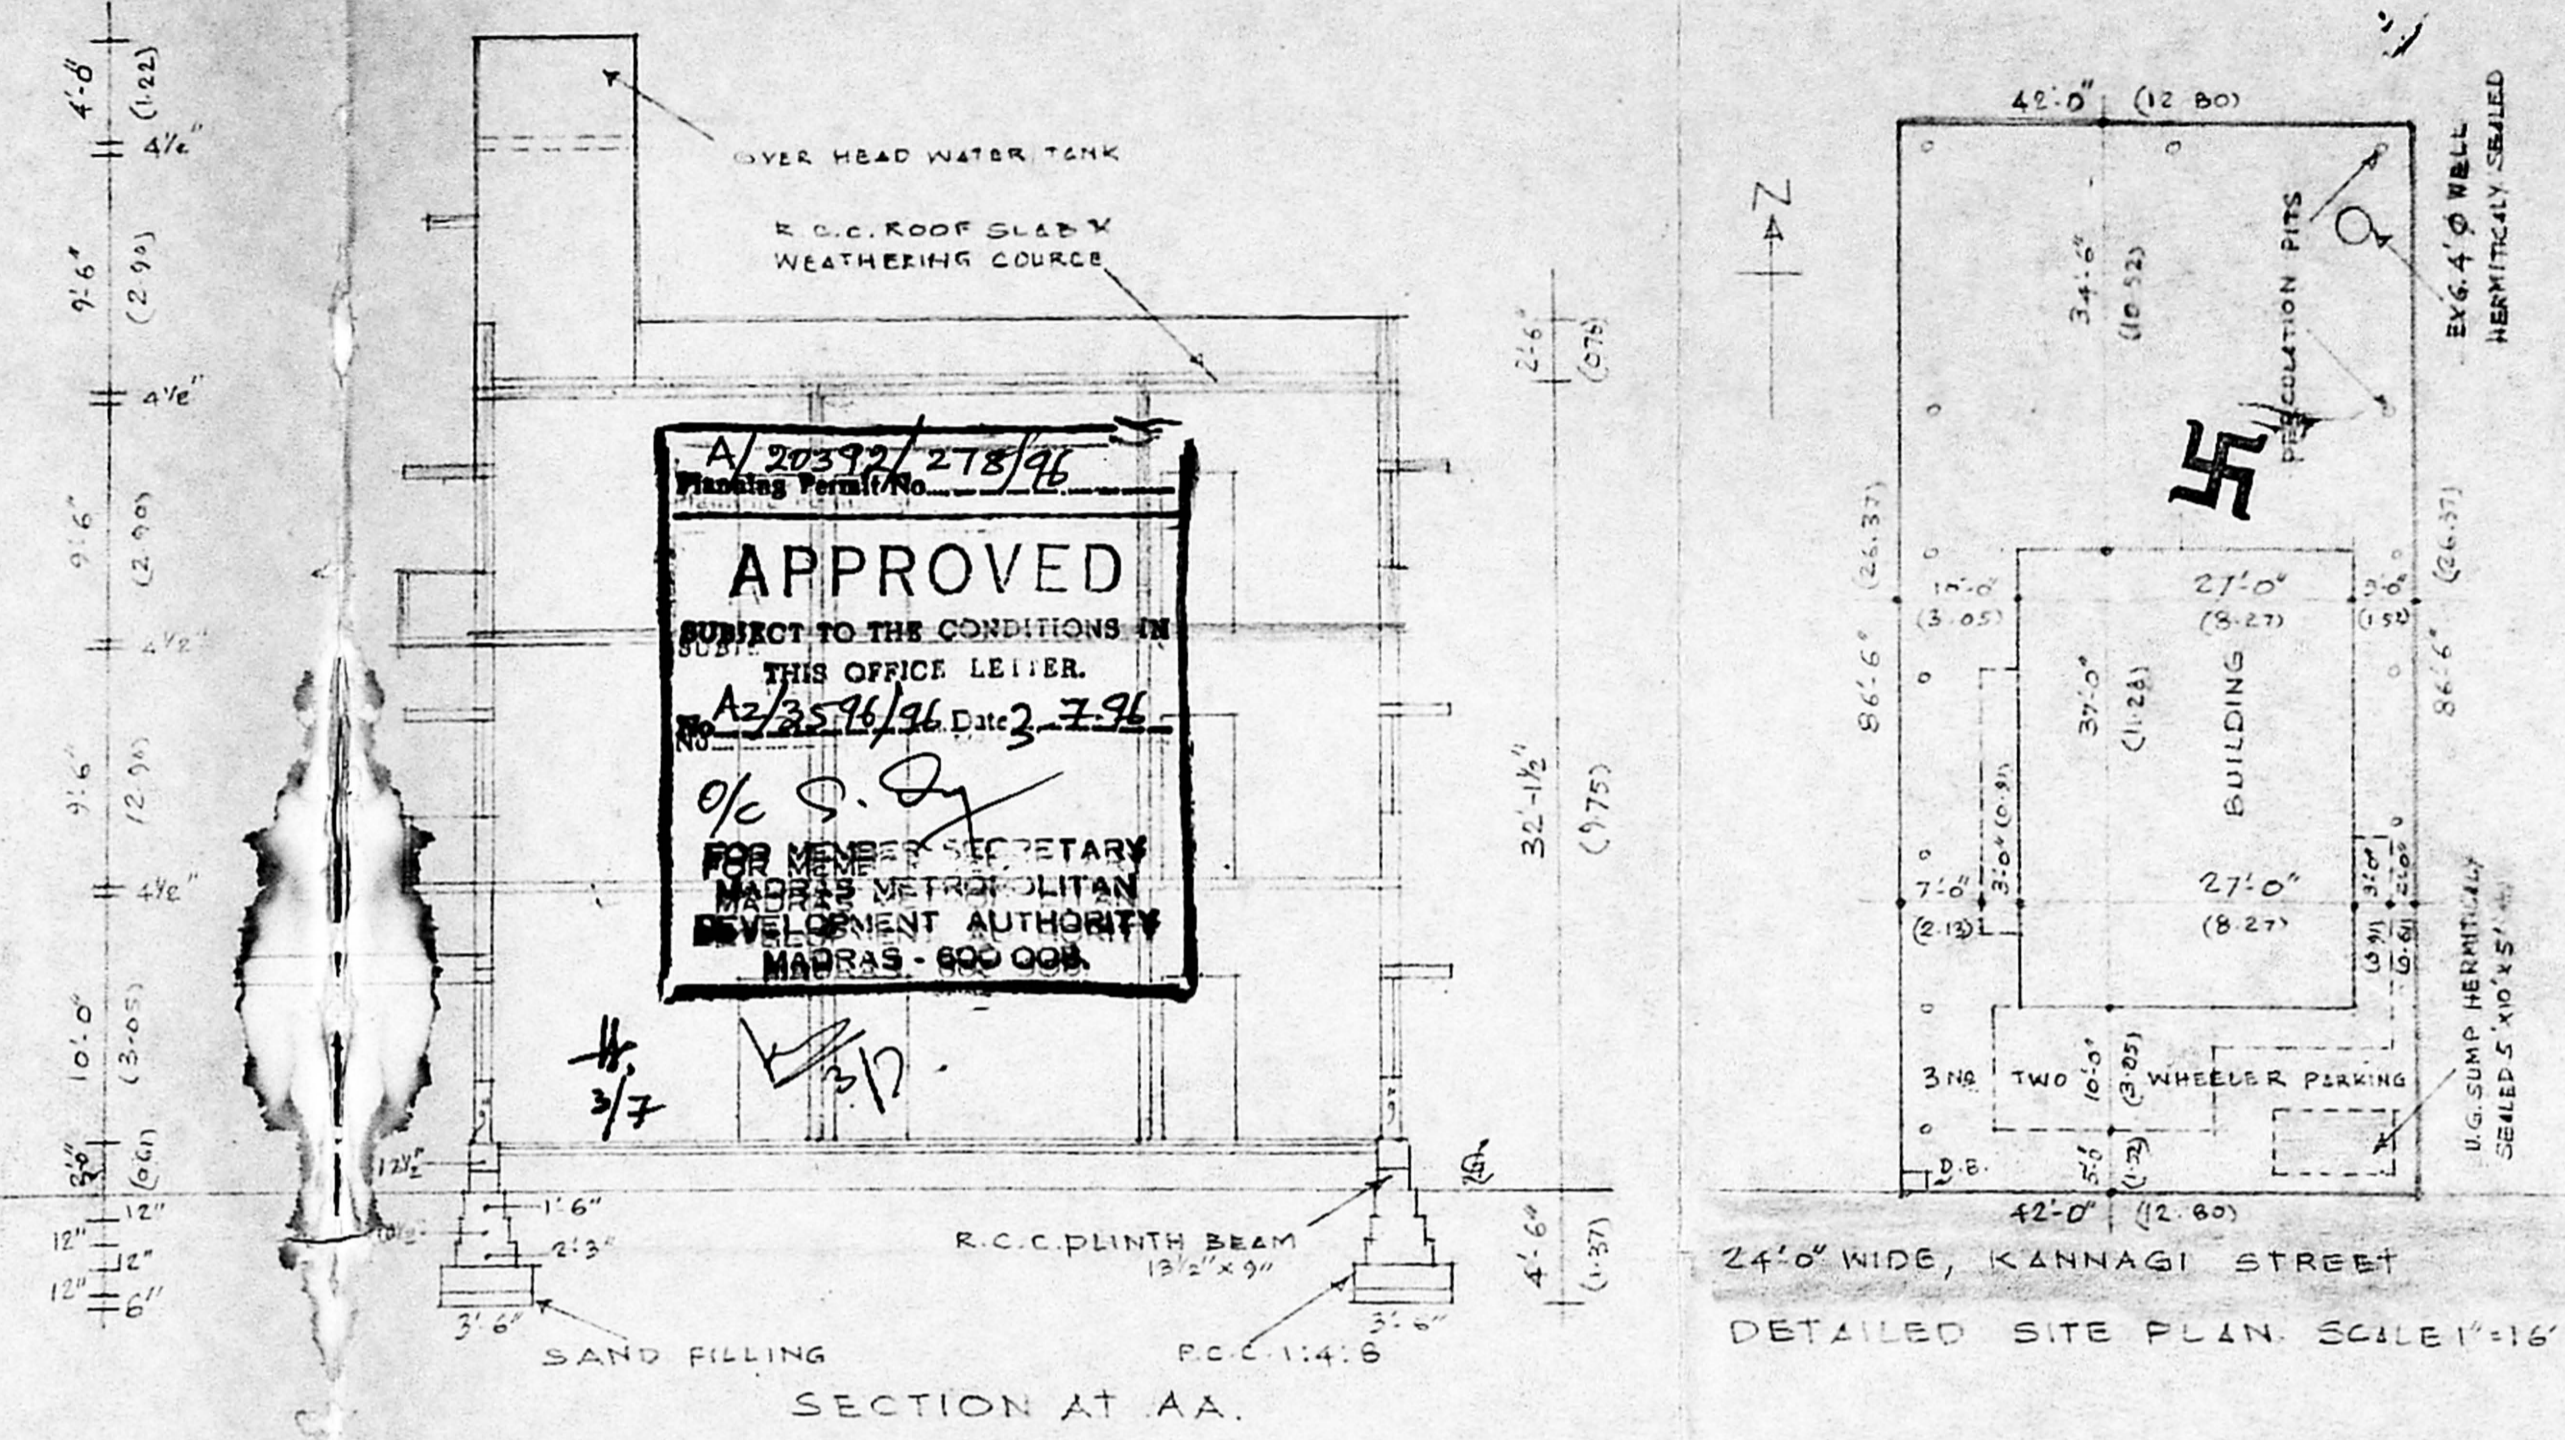 4'-0" (1.22)
4½"
9'-6" (2.90)
4½"
9'-6" (2.90)
4½"
9'-6" (2.90)
4½"
10'-0" (3.05)
2'-0" (0.61)
12"
12"
12"
12"
6"
OVER HEAD WATER TANK
R.C.C. ROOF SLAB &
WEATHERING COURCE
A/20392/278/96
Planning Permit No.
APPROVED
SUBJECT TO THE CONDITIONS IN
THIS OFFICE LETTER.
No A2/3596/96 Date 3.7.96
O/C
FOR MEMBER SECRETARY
MADRAS METROPOLITAN
DEVELOPMENT AUTHORITY
MADRAS - 600 008.
3/7
3/7
12½"
1'-6"
2'-3"
3'-6"
SAND FILLING
R.C.C. PLINTH BEAM
13½" x 9"
3'-6"
P.C.C. 1:4:8
SECTION AT AA.
2'-6" (075)
32'-1½" (9.75)
4'-6" (1.37)
N
42'-0" (12 80)
34'-6" (10 52)
PERCOLATION PITS
EXG. 4'Ø WELL
HERMITICALY SEALED
86'-6" (26.37)
86'-6" (26.37)
10'-0" (3.05)
27'-0" (8.27)
(1.52)
37'-0" (11.28)
BUILDING
3'-0" (0.91)
7'-0" (2.13)
27'-0" (8.27)
3'-0" (0.91)
2'-0" (0.61)
3 NO TWO WHEELER PARKING
10'-0" (3.05)
D.B.
5'-0" (1.52)
U.G. SUMP HERMITICALY
SEALED 5'x10'x5'
42'-0" (12.80)
24'-0" WIDE, KANNAGI STREET
DETAILED SITE PLAN. SCALE 1"=16'